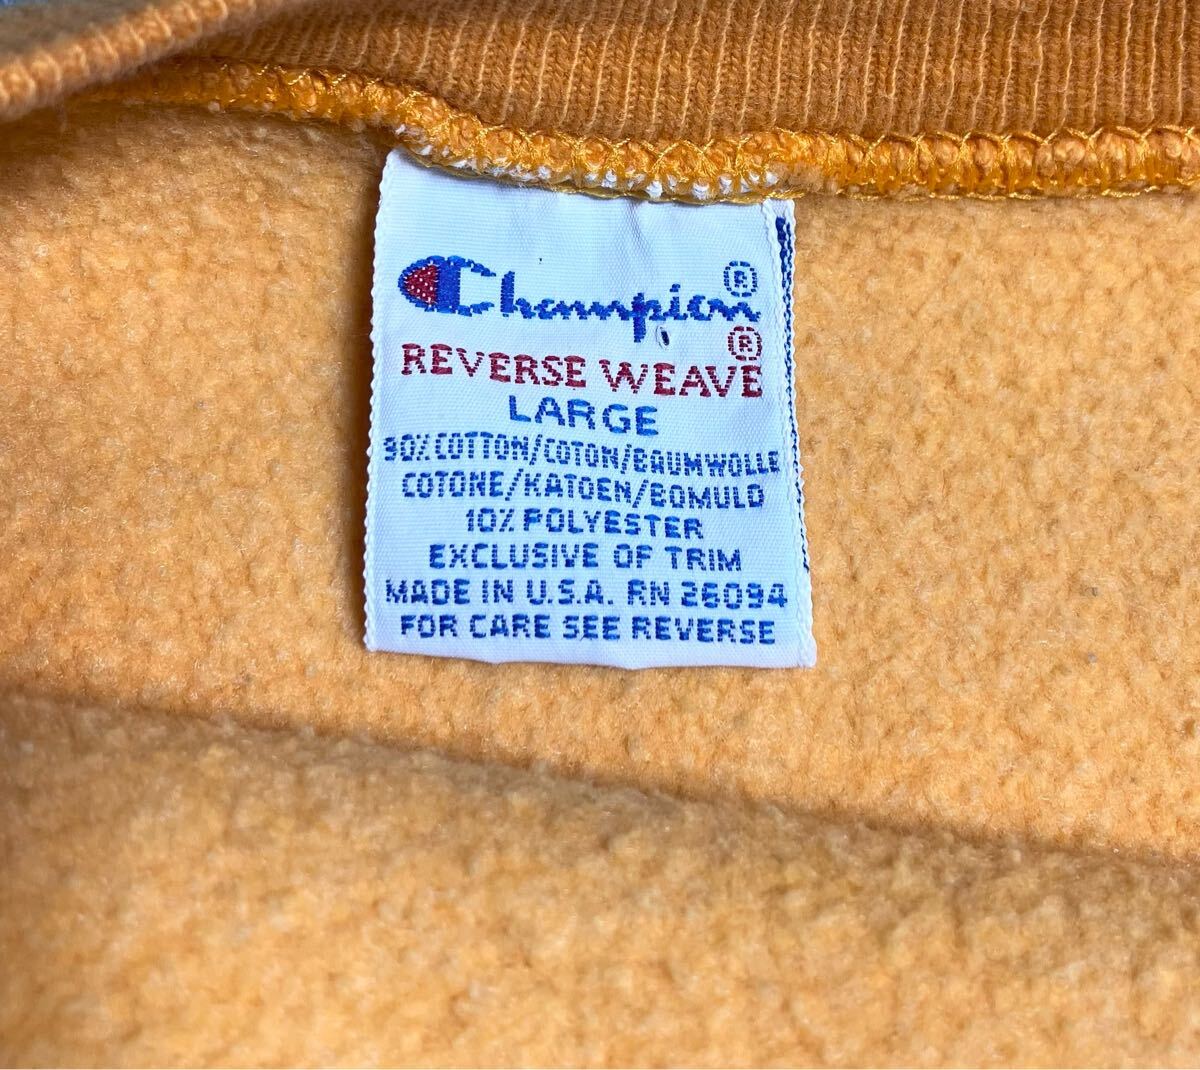 Champion®
REVERSE WEAVE®
LARGE
90% COTTON/COTON/BAUMWOLLE
COTONE/KATOEN/BOMULD
10% POLYESTER
EXCLUSIVE OF TRIM
MADE IN U.S.A. RN 26094
FOR CARE SEE REVERSE